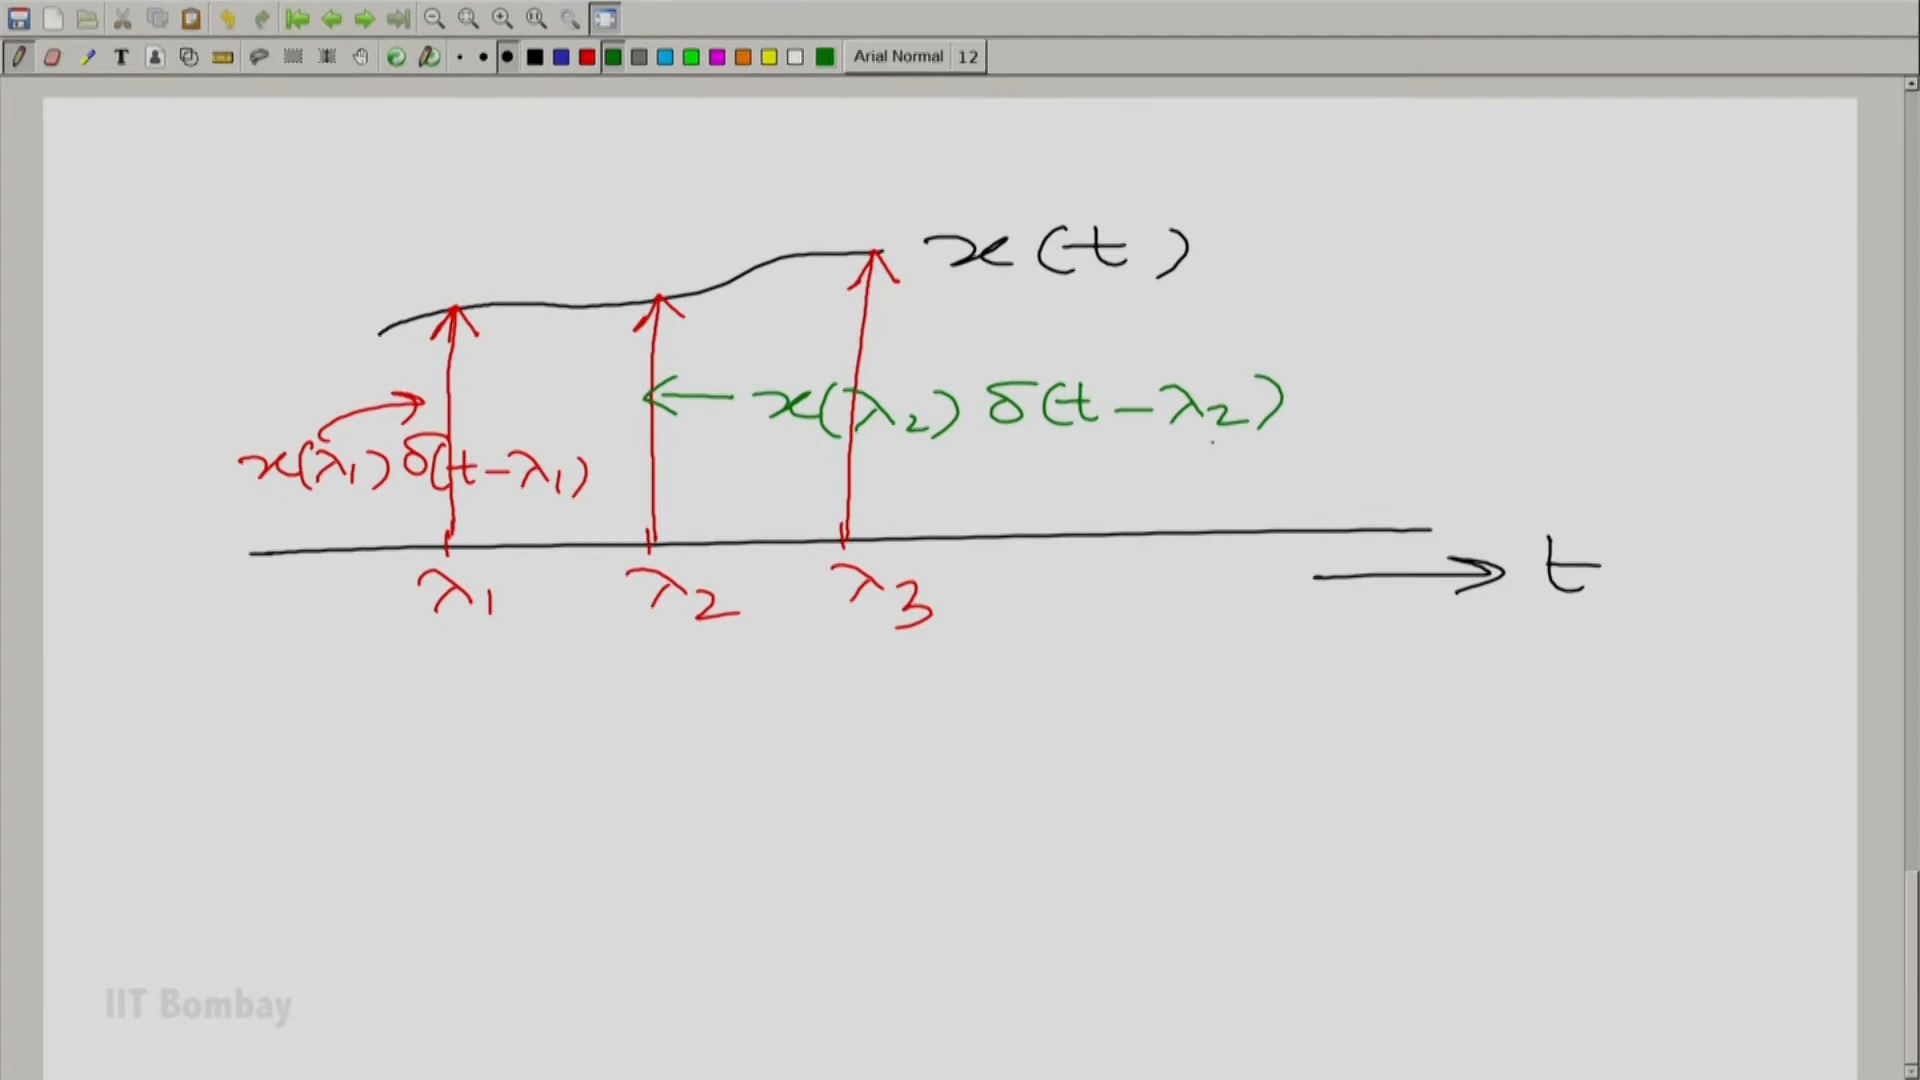 T Arial Normal 12
x(t)
x(λ₂) δ(t-λ₂)
x(λ₁) δ(t-λ₁)
λ₁ λ₂ λ₃ t
IIT Bombay